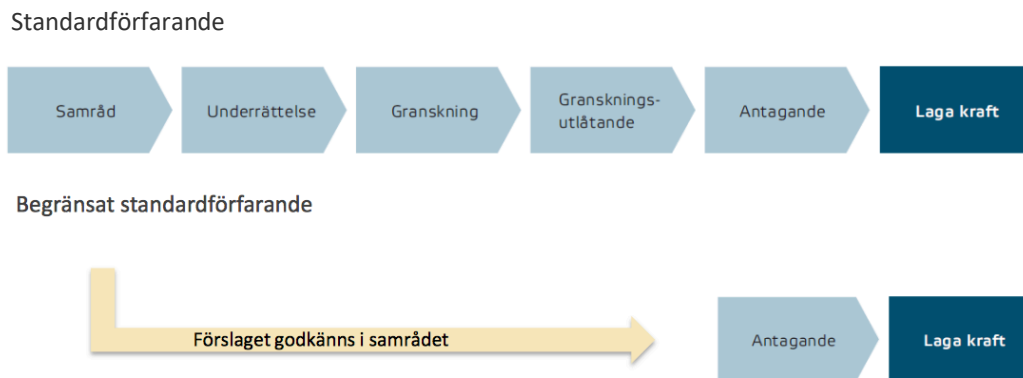 Standardförfarande
Samråd
Underrättelse
Granskning
Gransknings-
utlåtande
Antagande
Laga kraft
Begränsat standardförfarande
Förslaget godkänns i samrådet
Antagande
Laga kraft